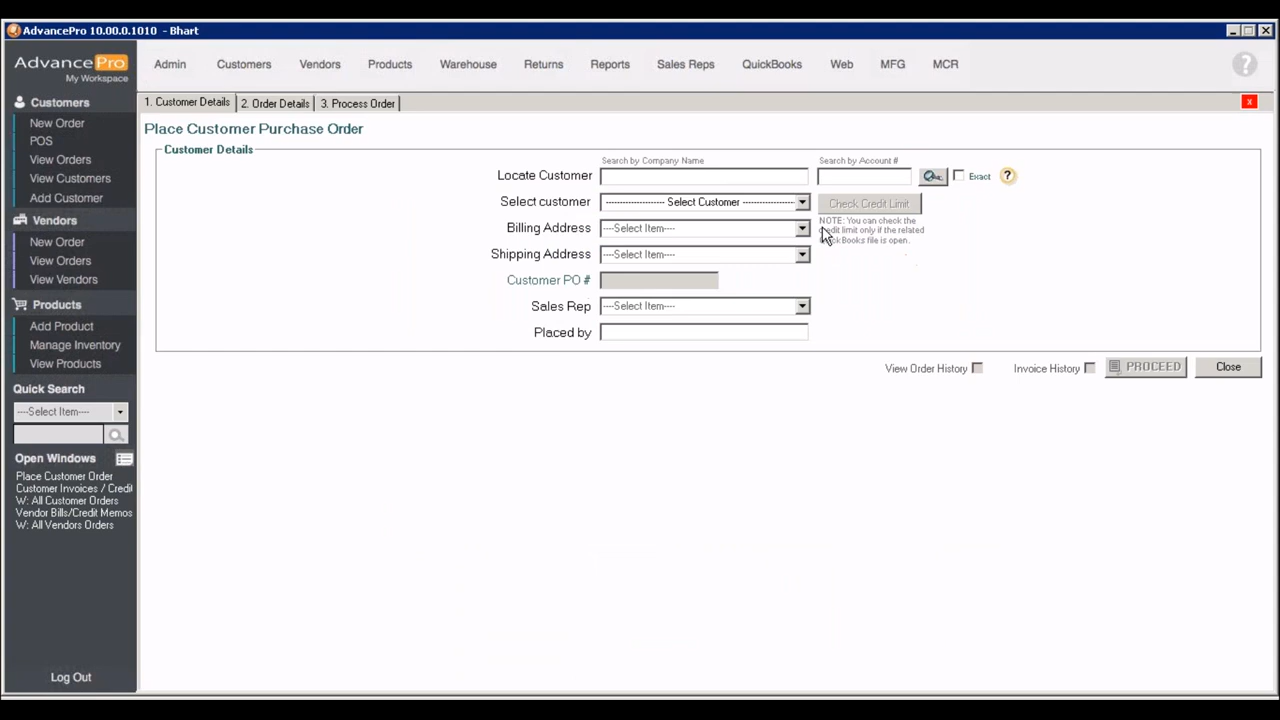 AdvancePro 10.00.0.1010 - Bhart
AdvancePro
My Workspace
Admin Customers Vendors Products Warehouse Returns Reports Sales Reps QuickBooks Web MFG MCR
?
Customers
New Order
POS
View Orders
View Customers
Add Customer
Vendors
New Order
View Orders
View Vendors
Products
Add Product
Manage Inventory
View Products
Quick Search
----Select Item----
Open Windows
Place Customer Order
Customer Invoices / Credit
W: All Customer Orders
Vendor Bills/Credit Memos
W: All Vendors Orders
Log Out
1. Customer Details 2. Order Details 3. Process Order
x
Place Customer Purchase Order
Customer Details
Search by Company Name Search by Account #
Locate Customer Exact ?
Select customer -------------------- Select Customer -------------------- Check Credit Limit
NOTE: You can check the
credit limit only if the related
QuickBooks file is open.
Billing Address ----Select Item----
Shipping Address ----Select Item----
Customer PO #
Sales Rep ----Select Item----
Placed by
View Order History Invoice History PROCEED Close